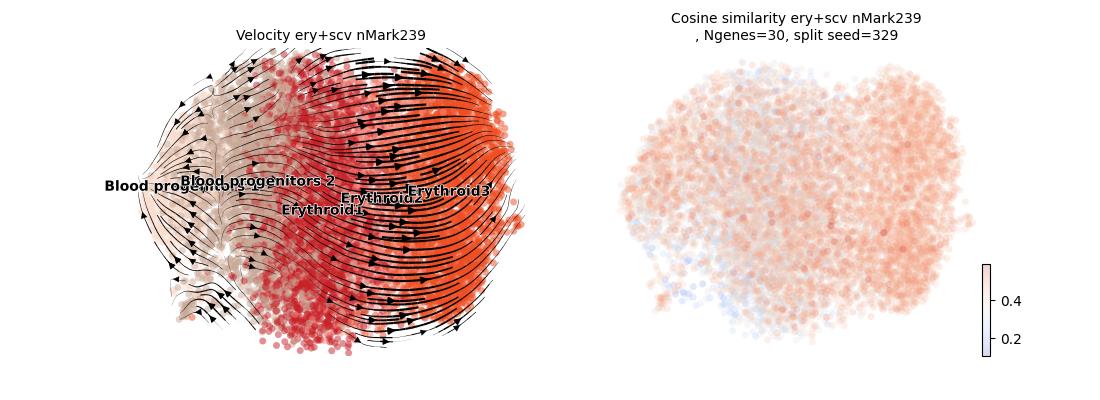 Velocity ery+scv nMark239
Blood progenitors 1
Blood progenitors 2
Erythroid1
Erythroid2
Erythroid3
Cosine similarity ery+scv nMark239
, Ngenes=30, split seed=329
0.4
0.2